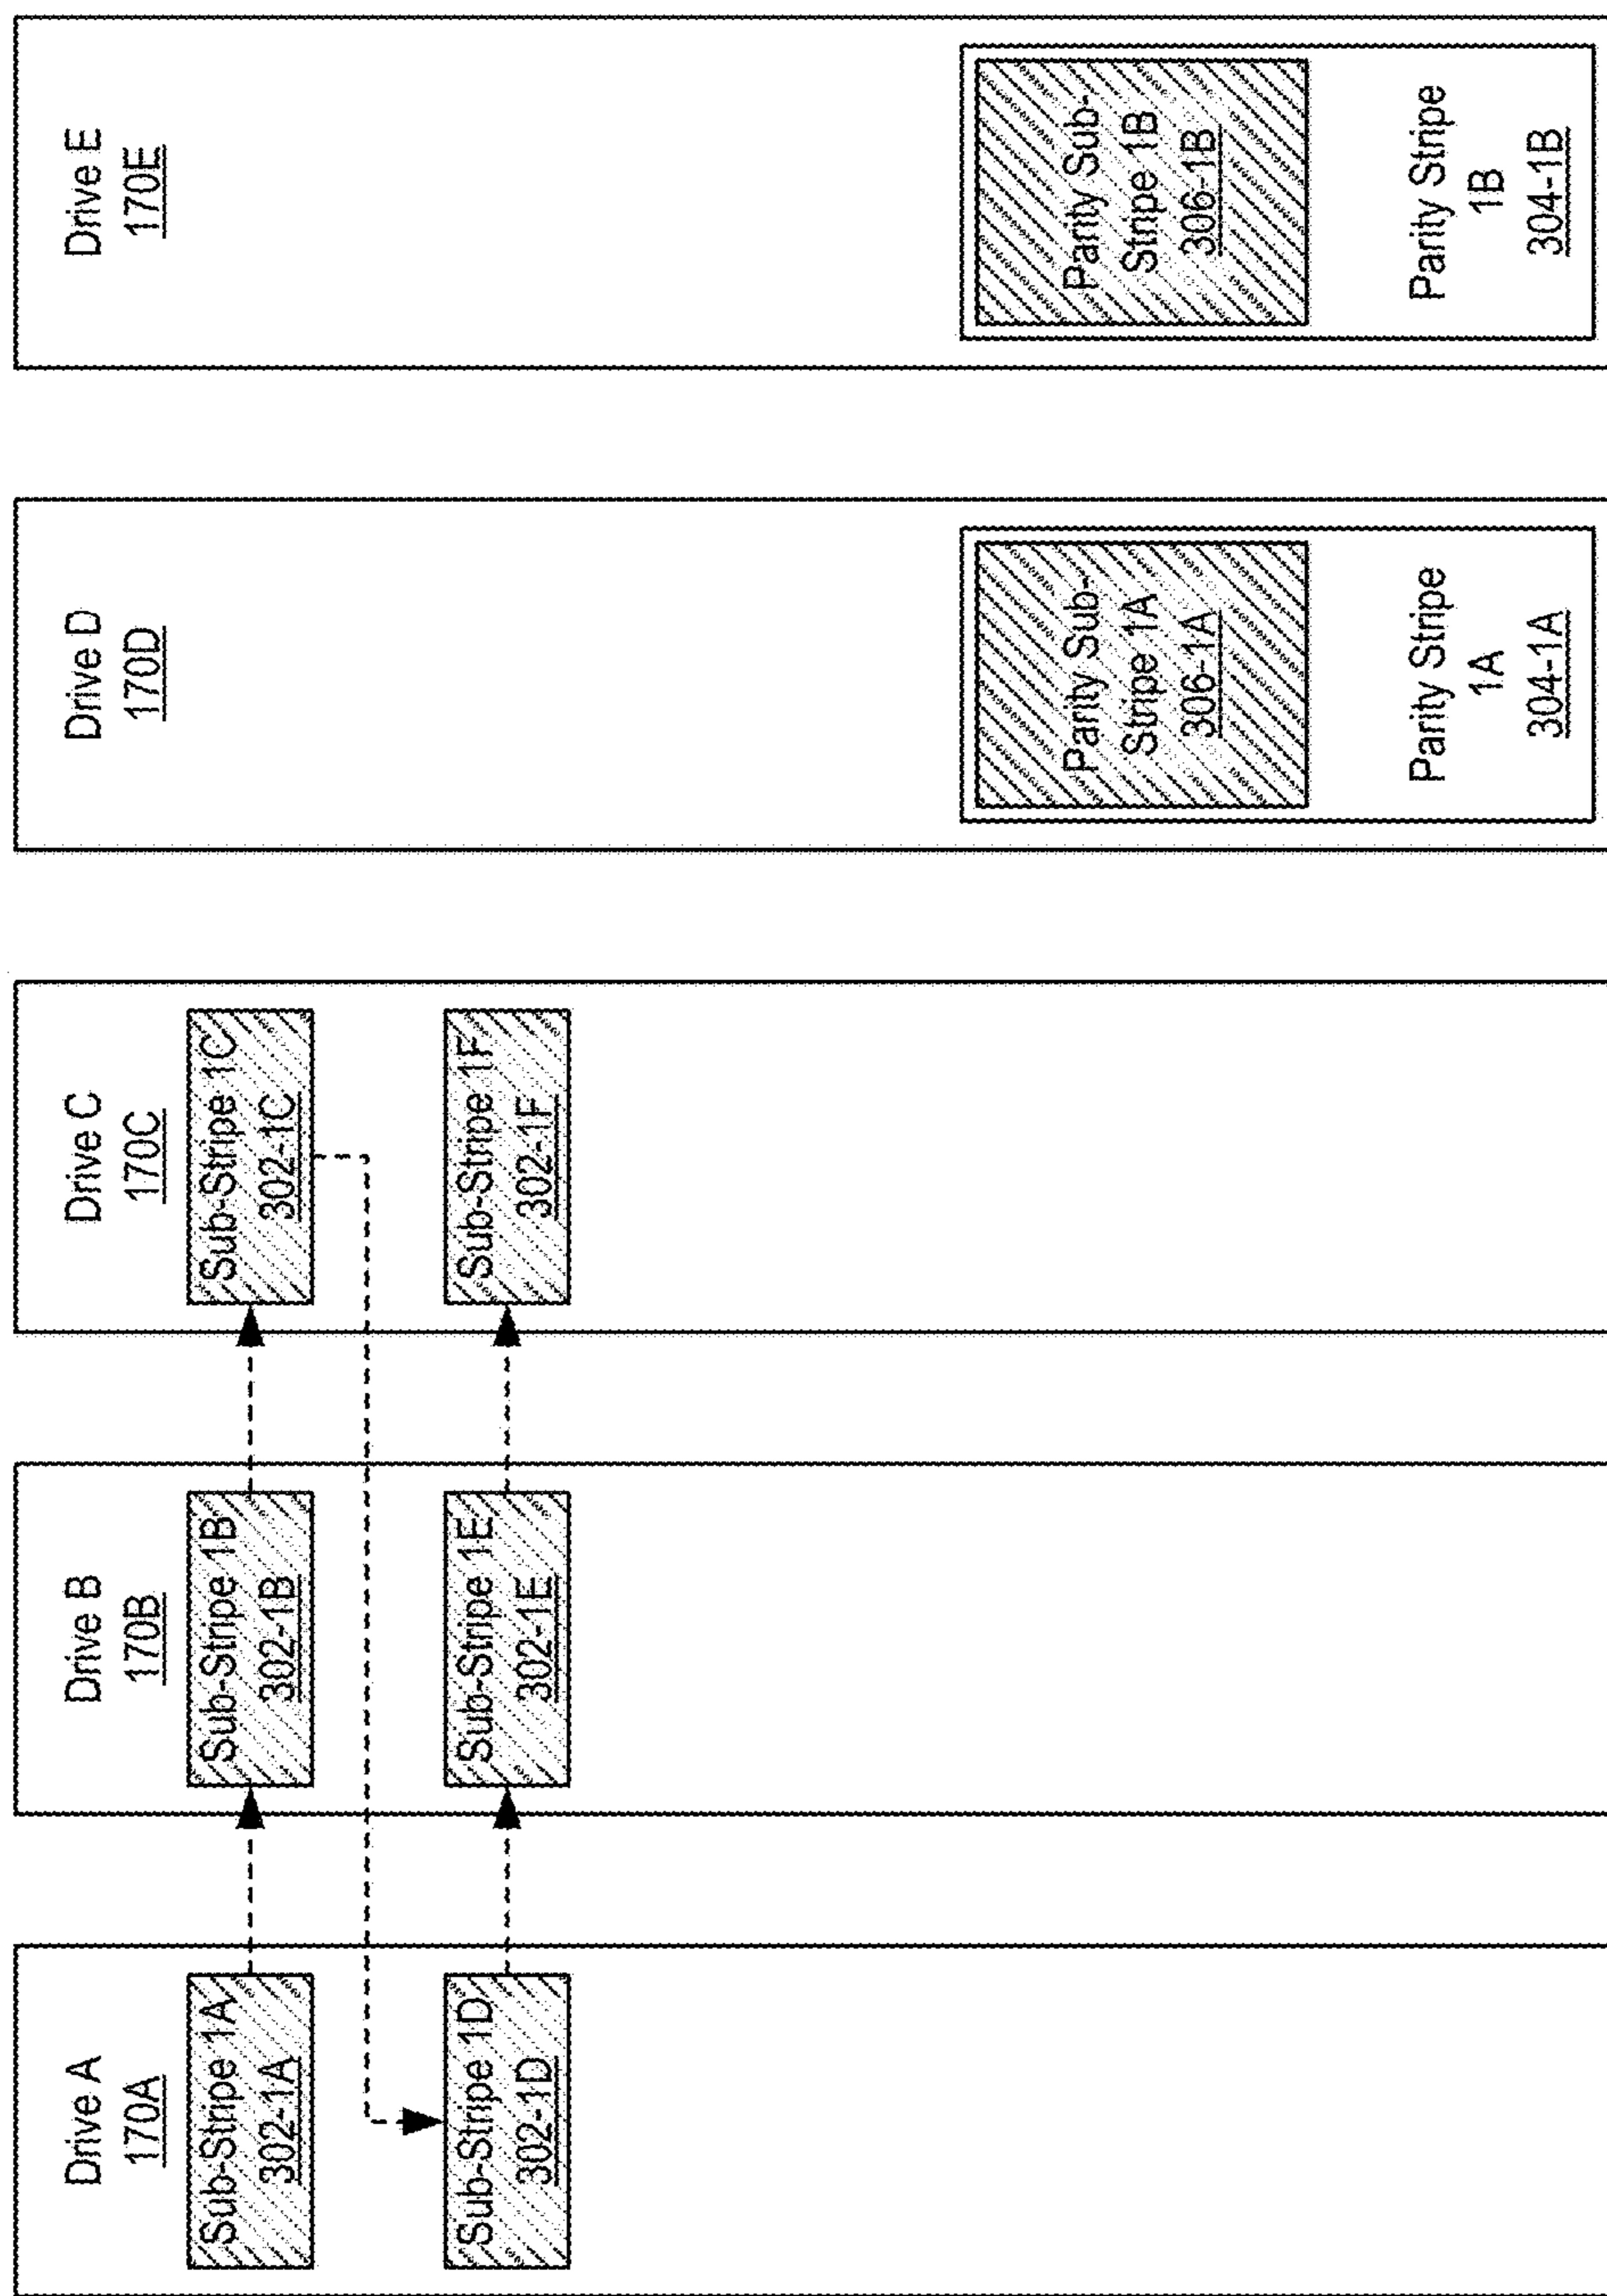 Drive A
170A
Sub-Stripe 1A
302-1A
Sub-Stripe 1D
302-1D
Drive B
170B
Sub-Stripe 1B
302-1B
Sub-Stripe 1E
302-1E
Drive C
170C
Sub-Stripe 1C
302-1C
Sub-Stripe 1F
302-1F
Drive D
170D
Parity Sub-
Stripe 1A
306-1A
Parity Stripe
1A
304-1A
Drive E
170E
Parity Sub-
Stripe 1B
306-1B
Parity Stripe
1B
304-1B